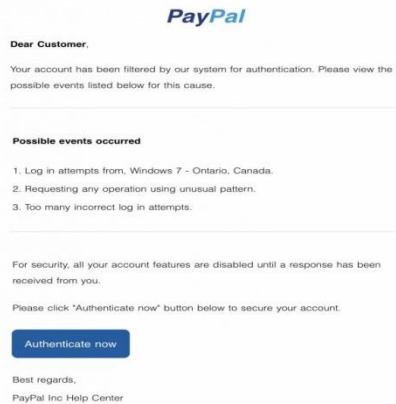 PayPal
Dear Customer,
Your account has been filtered by our system for authentication. Please view the
possible events listed below for this cause.
Possible events occurred
1. Log in attempts from, Windows 7 - Ontario, Canada.
2. Requesting any operation using unusual pattern.
3. Too many incorrect log in attempts.
For security, all your account features are disabled until a response has been
received from you.
Please click "Authenticate now" button below to secure your account.
Authenticate now
Best regards,
PayPal Inc Help Center